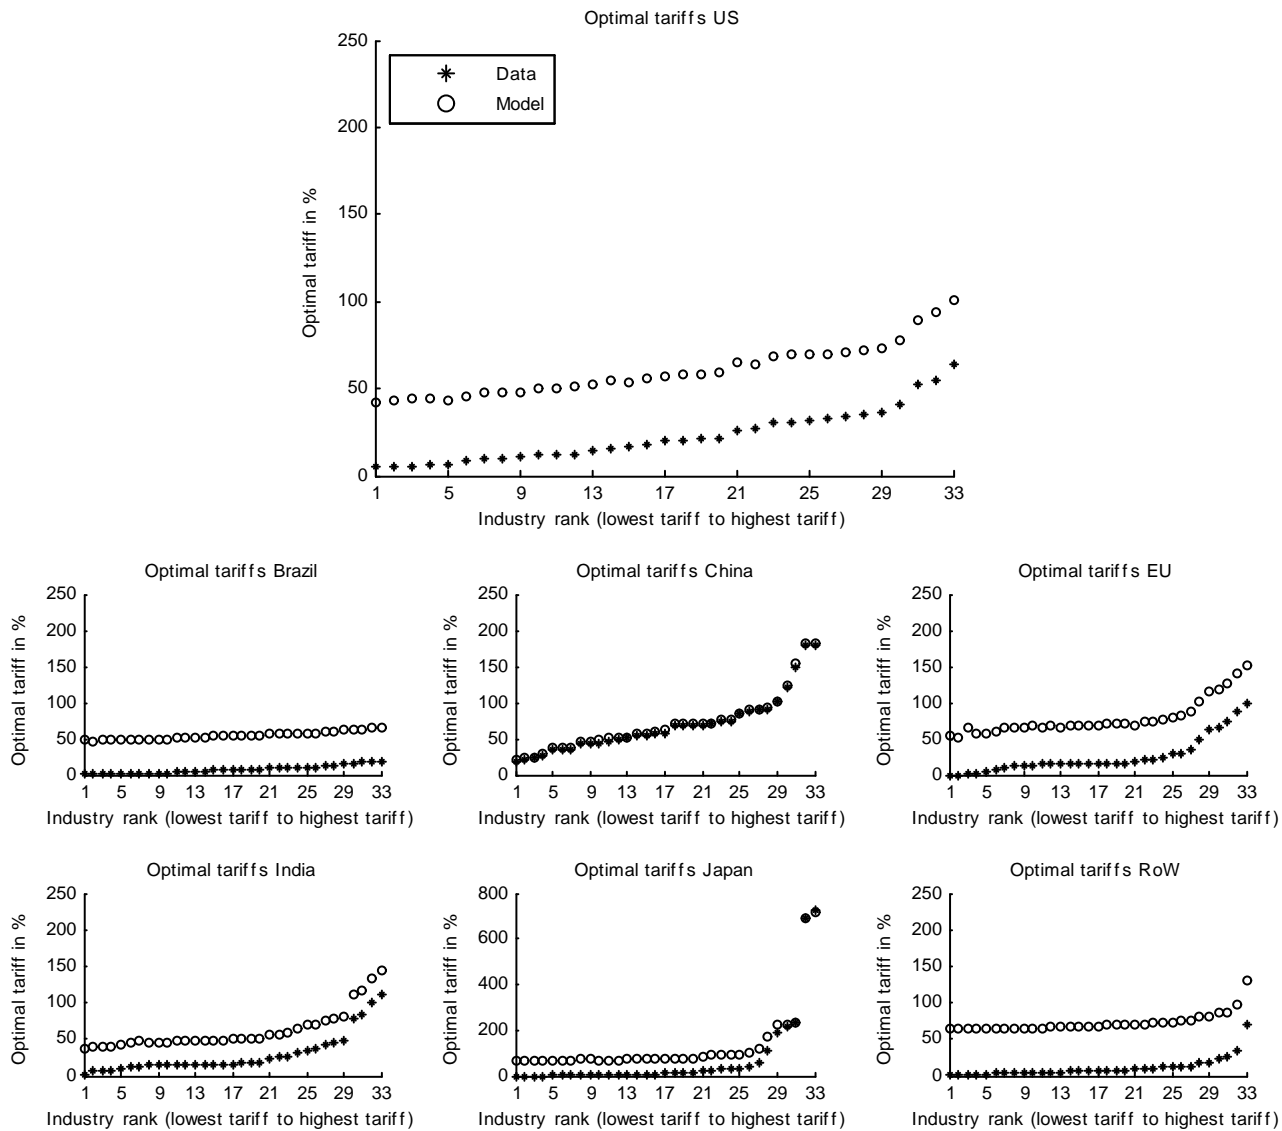 Optimal tariffs US
250
200
150
100
50
0
Optimal tariff in %
Data
Model
1 5 9 13 17 21 25 29 33
Industry rank (lowest tariff to highest tariff)
Optimal tariffs Brazil
250
200
150
100
50
0
Optimal tariff in %
1 5 9 13 17 21 25 29 33
Industry rank (lowest tariff to highest tariff)
Optimal tariffs China
250
200
150
100
50
0
Optimal tariff in %
1 5 9 13 17 21 25 29 33
Industry rank (lowest tariff to highest tariff)
Optimal tariffs EU
250
200
150
100
50
0
Optimal tariff in %
1 5 9 13 17 21 25 29 33
Industry rank (lowest tariff to highest tariff)
Optimal tariffs India
250
200
150
100
50
0
Optimal tariff in %
1 5 9 13 17 21 25 29 33
Industry rank (lowest tariff to highest tariff)
Optimal tariffs Japan
800
600
400
200
0
Optimal tariff in %
1 5 9 13 17 21 25 29 33
Industry rank (lowest tariff to highest tariff)
Optimal tariffs RoW
250
200
150
100
50
0
Optimal tariff in %
1 5 9 13 17 21 25 29 33
Industry rank (lowest tariff to highest tariff)